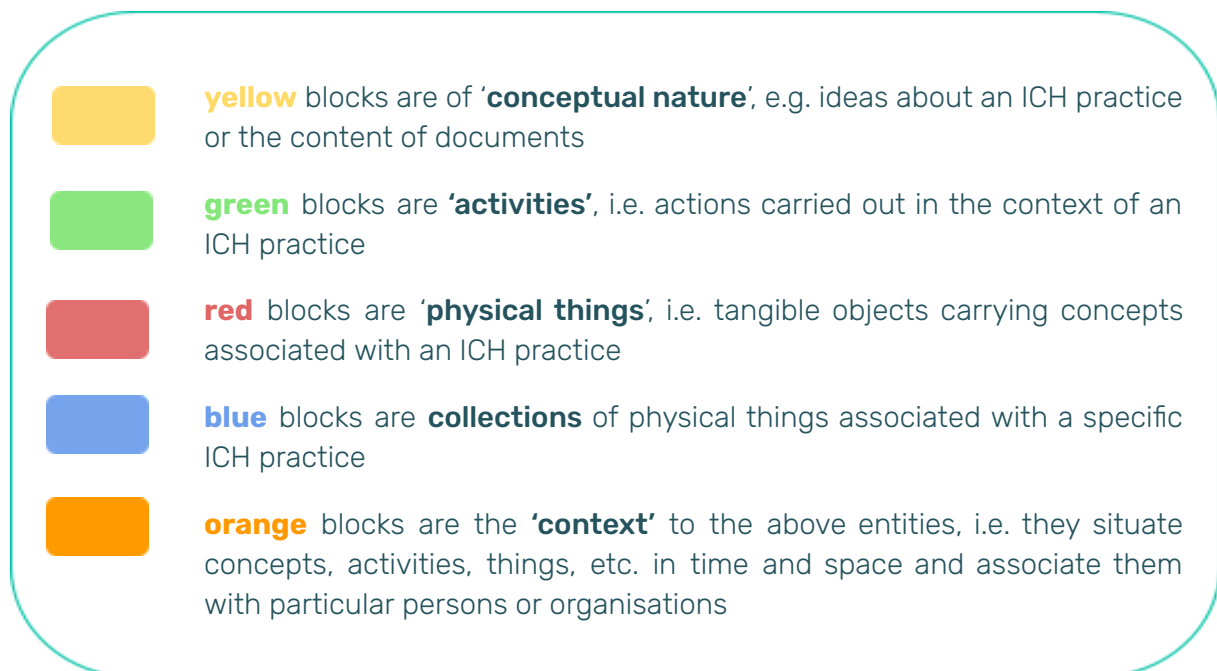 yellow blocks are of ‘conceptual nature’, e.g. ideas about an ICH practice
or the content of documents
green blocks are ‘activities’, i.e. actions carried out in the context of an
ICH practice
red blocks are ‘physical things’, i.e. tangible objects carrying concepts
associated with an ICH practice
blue blocks are collections of physical things associated with a specific
ICH practice
orange blocks are the ‘context’ to the above entities, i.e. they situate
concepts, activities, things, etc. in time and space and associate them
with particular persons or organisations